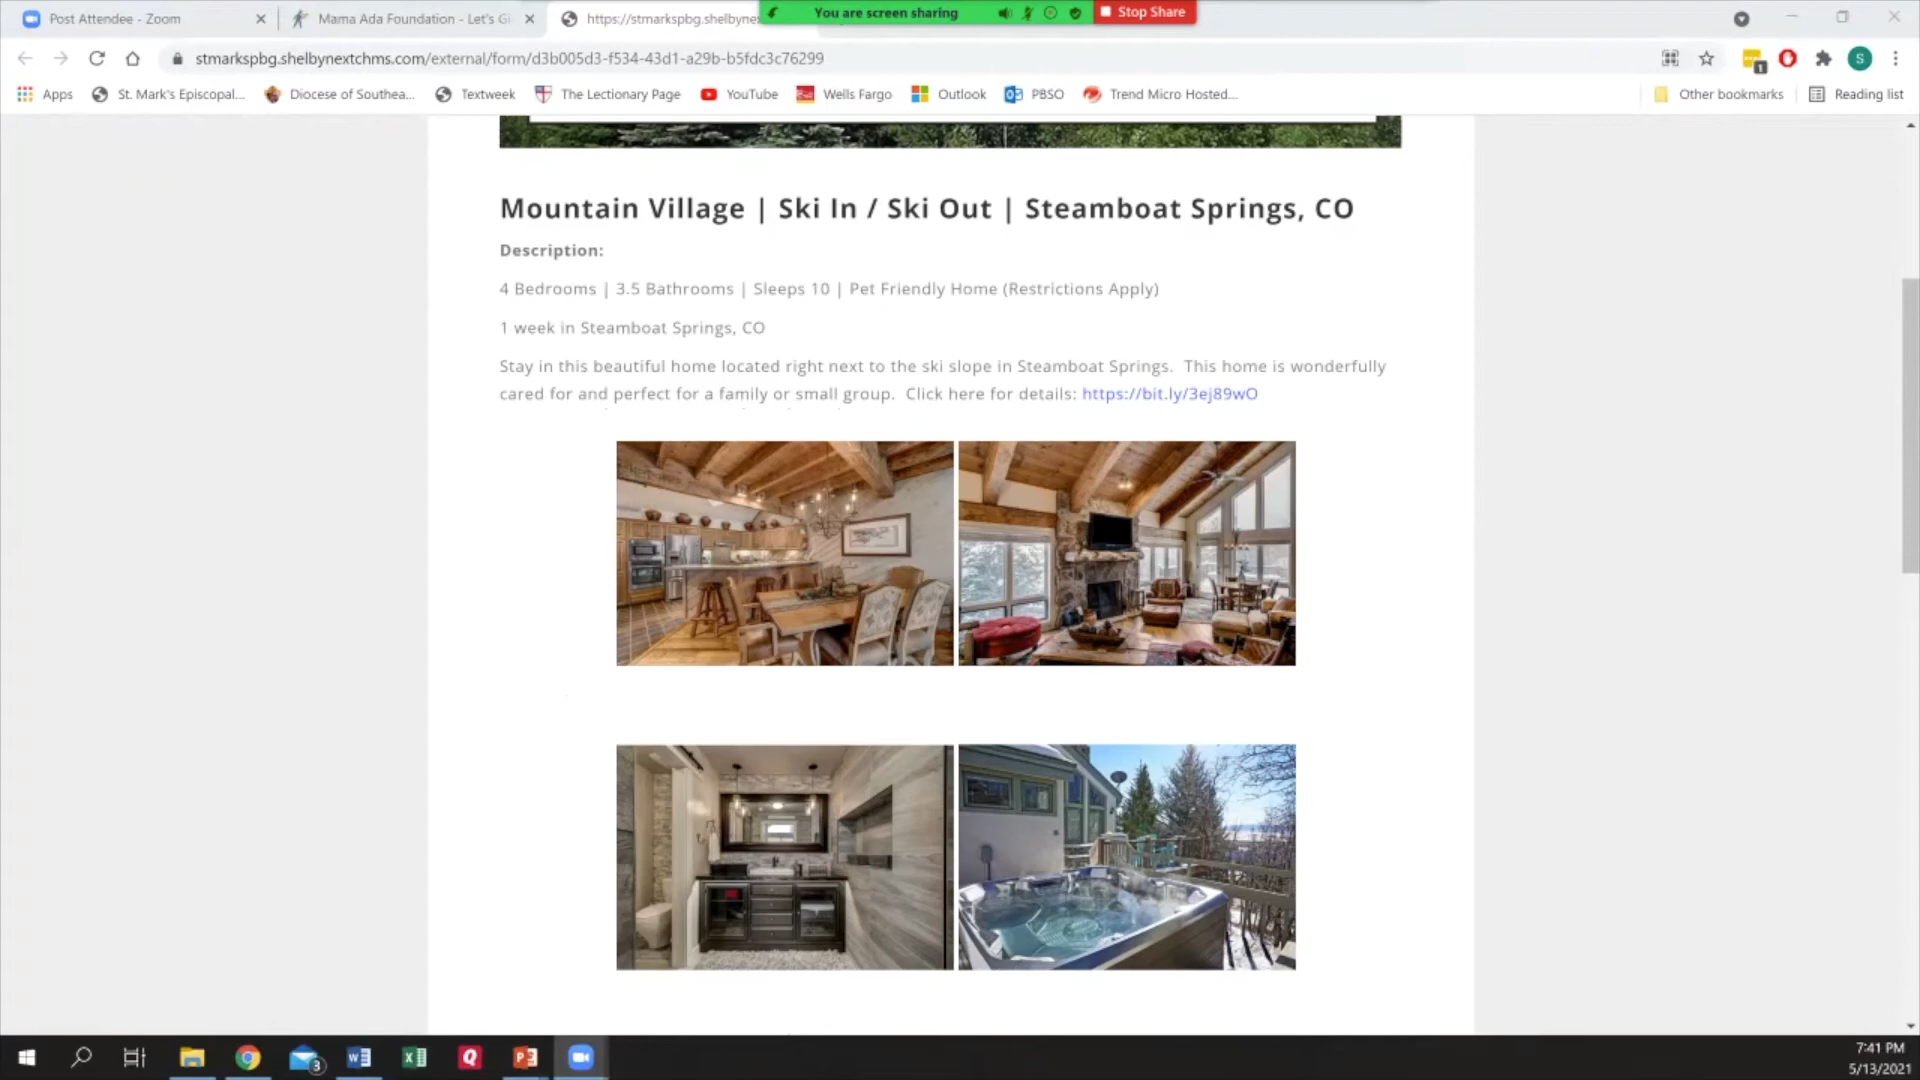 Post Attendee - Zoom
Mama Ada Foundation - Let's Gi
https://stmarkspbg.shelbynex
You are screen sharing
Stop Share
stmarkspbg.shelbynextchms.com/external/form/d3b005d3-f534-43d1-a29b-b5fdc3c76299
1
S
Apps
St. Mark's Episcopal...
Diocese of Southea...
Textweek
The Lectionary Page
YouTube
Wells Fargo
Outlook
PBSO
Trend Micro Hosted...
Other bookmarks
Reading list
Mountain Village | Ski In / Ski Out | Steamboat Springs, CO
Description:
4 Bedrooms | 3.5 Bathrooms | Sleeps 10 | Pet Friendly Home (Restrictions Apply)
1 week in Steamboat Springs, CO
Stay in this beautiful home located right next to the ski slope in Steamboat Springs. This home is wonderfully
cared for and perfect for a family or small group. Click here for details: https://bit.ly/3ej89wO
3
7:41 PM
5/13/2021